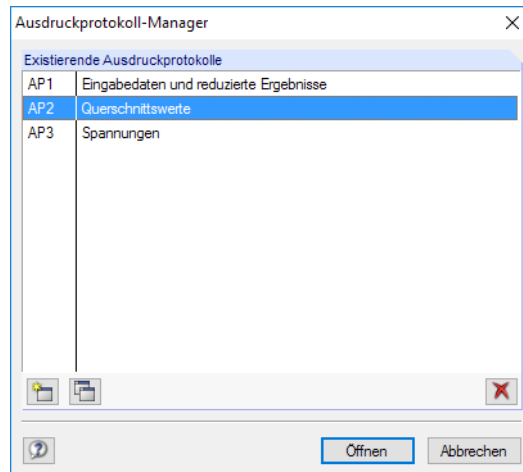 Ausdruckprotokoll-Manager
Existierende Ausdruckprotokolle
AP1 Eingabedaten und reduzierte Ergebnisse
AP2 Querschnittswerte
AP3 Spannungen
Öffnen Abbrechen